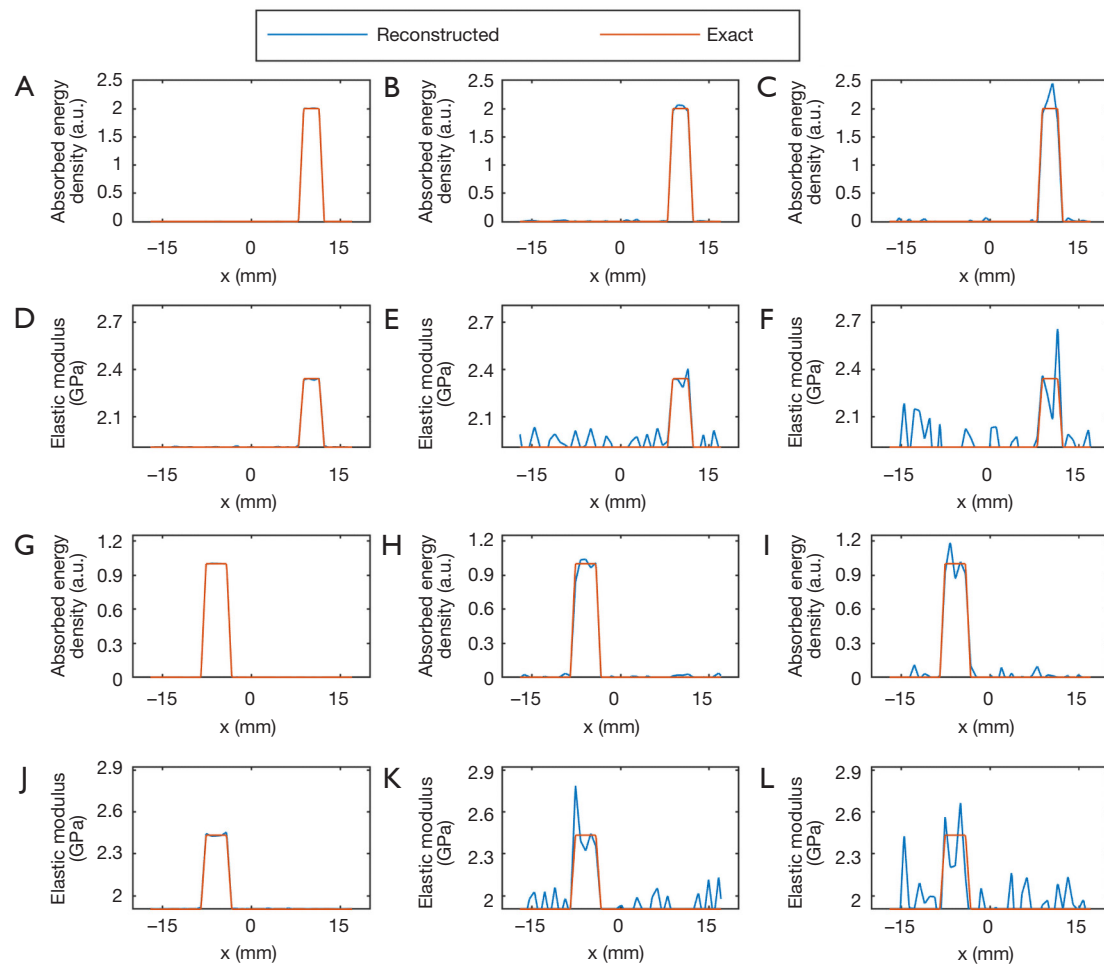 Reconstructed Exact
A
Absorbed energy
density (a.u.)
2.5
2
1.5
1
0.5
0
−15 0 15
x (mm)
B
Absorbed energy
density (a.u.)
2.5
2
1.5
1
0.5
0
−15 0 15
x (mm)
C
Absorbed energy
density (a.u.)
2.5
2
1.5
1
0.5
0
−15 0 15
x (mm)
D
Elastic modulus
(GPa)
2.7
2.4
2.1
−15 0 15
x (mm)
E
Elastic modulus
(GPa)
2.7
2.4
2.1
−15 0 15
x (mm)
F
Elastic modulus
(GPa)
2.7
2.4
2.1
−15 0 15
x (mm)
G
Absorbed energy
density (a.u.)
1.2
0.9
0.6
0.3
0
−15 0 15
x (mm)
H
Absorbed energy
density (a.u.)
1.2
0.9
0.6
0.3
0
−15 0 15
x (mm)
I
Absorbed energy
density (a.u.)
1.2
0.9
0.6
0.3
0
−15 0 15
x (mm)
J
Elastic modulus
(GPa)
2.9
2.6
2.3
2
−15 0 15
x (mm)
K
Elastic modulus
(GPa)
2.9
2.6
2.3
2
−15 0 15
x (mm)
L
Elastic modulus
(GPa)
2.9
2.6
2.3
2
−15 0 15
x (mm)